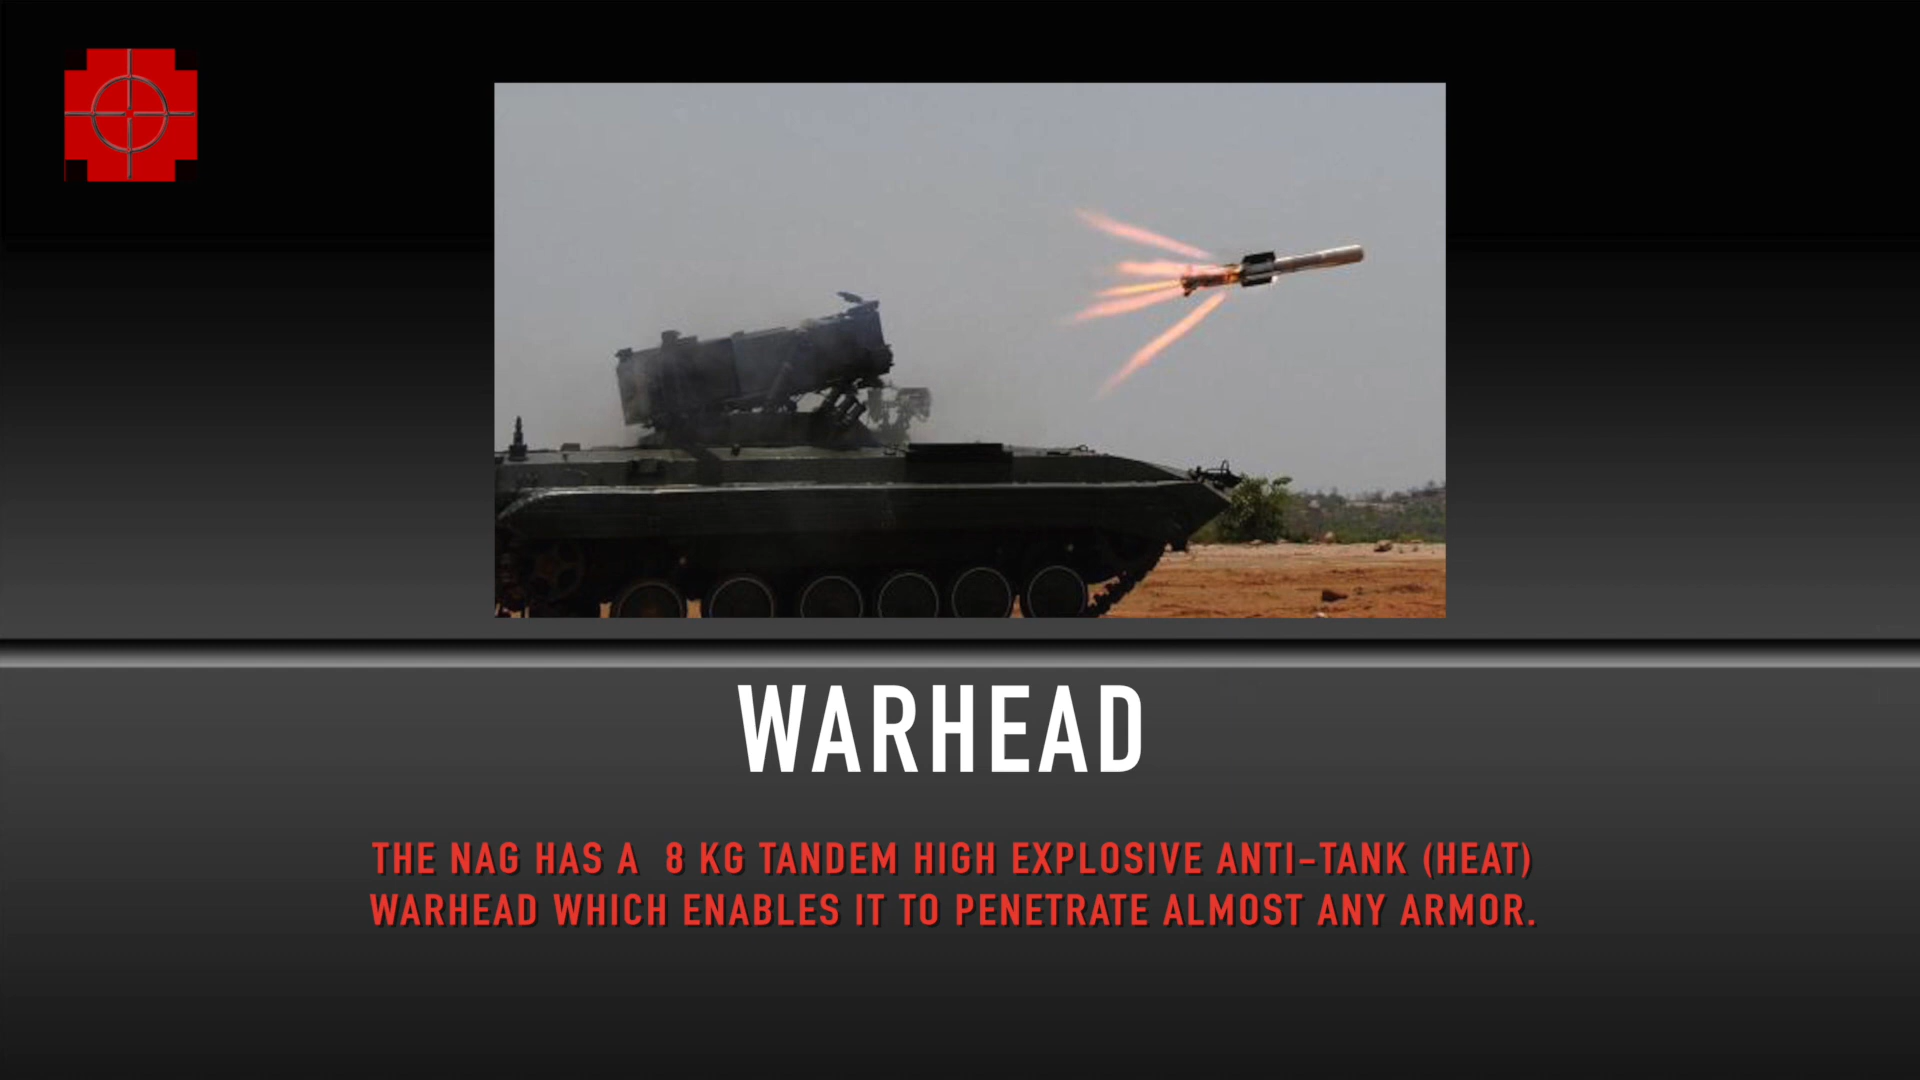 WARHEAD
THE NAG HAS A  8 KG TANDEM HIGH EXPLOSIVE ANTI-TANK (HEAT)
WARHEAD WHICH ENABLES IT TO PENETRATE ALMOST ANY ARMOR.